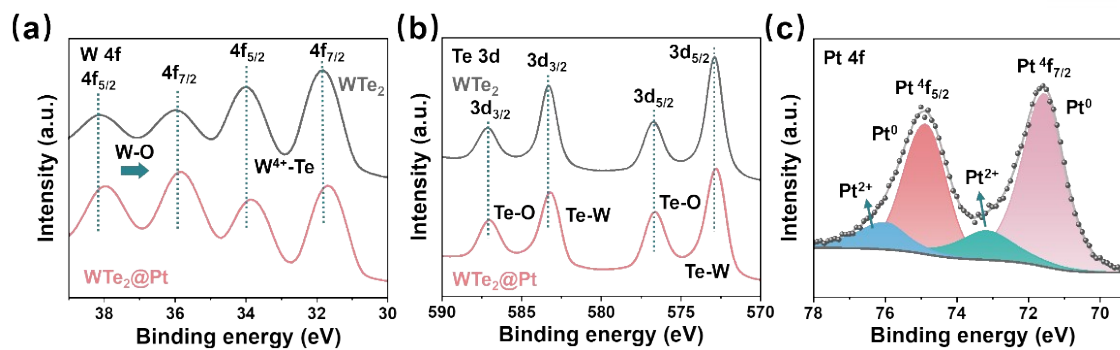 (a)
W 4f
4f5/2
4f7/2
4f5/2
4f7/2
WTe2
W-O
W4+-Te
WTe2@Pt
Intensity (a.u.)
38 36 34 32 30
Binding energy (eV)
(b)
Te 3d
WTe2
3d3/2
3d3/2
3d5/2
3d5/2
Te-O
Te-W
Te-O
Te-W
WTe2@Pt
Intensity (a.u.)
590 585 580 575 570
Binding energy (eV)
(c)
Pt 4f
Pt 4f5/2
Pt0
Pt 4f7/2
Pt0
Pt2+
Pt2+
Intensity (a.u.)
78 76 74 72 70
Binding energy (eV)